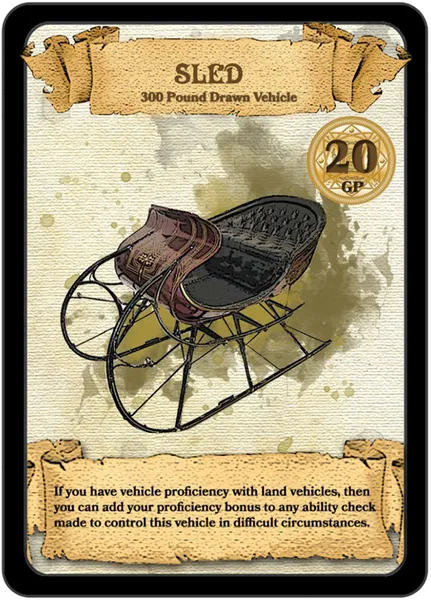 SLED
300 Pound Drawn Vehicle
20
GP
If you have vehicle proficiency with land vehicles, then
you can add your proficiency bonus to any ability check
made to control this vehicle in difficult circumstances.